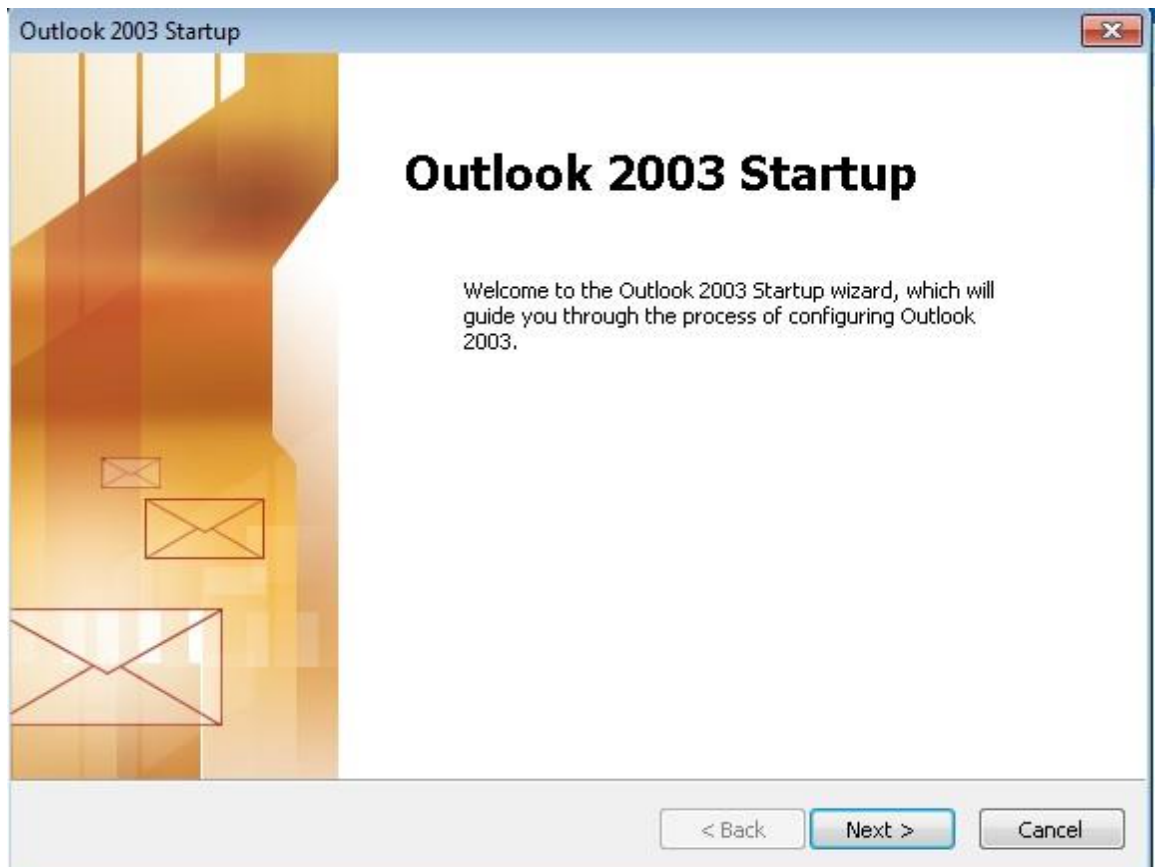 Outlook 2003 Startup
Outlook 2003 Startup
Welcome to the Outlook 2003 Startup wizard, which will
guide you through the process of configuring Outlook
2003.
< Back Next > Cancel